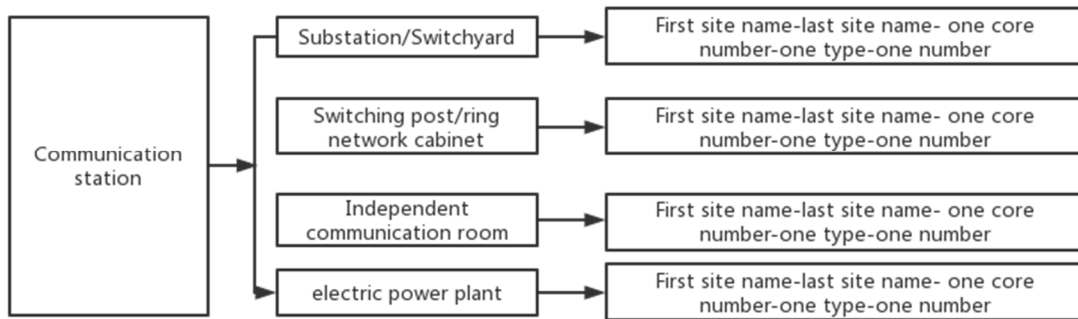 Communication
station
Substation/Switchyard
First site name-last site name- one core
number-one type-one number
Switching post/ring
network cabinet
First site name-last site name- one core
number-one type-one number
Independent
communication room
First site name-last site name- one core
number-one type-one number
electric power plant
First site name-last site name- one core
number-one type-one number